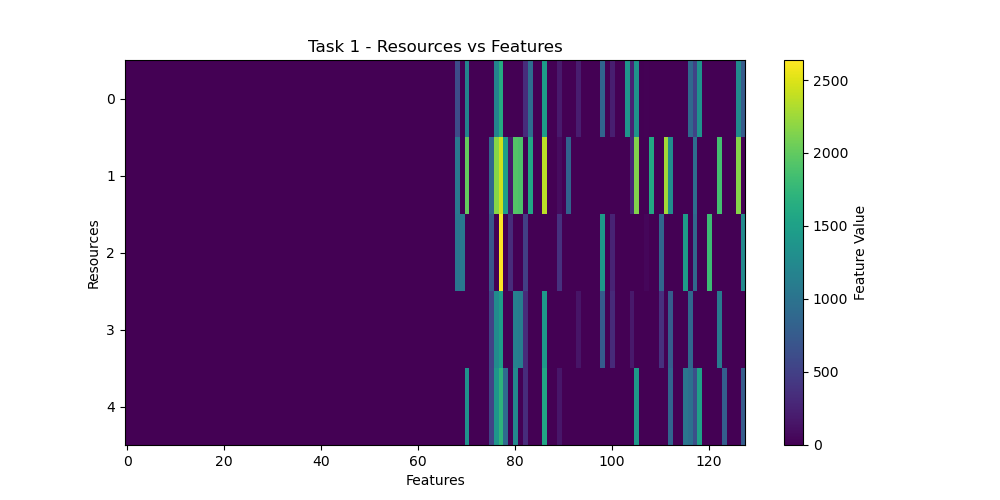 Task 1 - Resources vs Features
Resources
0
1
2
3
4
0 20 40 60 80 100 120
Features
2500
2000
1500
1000
500
0
Feature Value